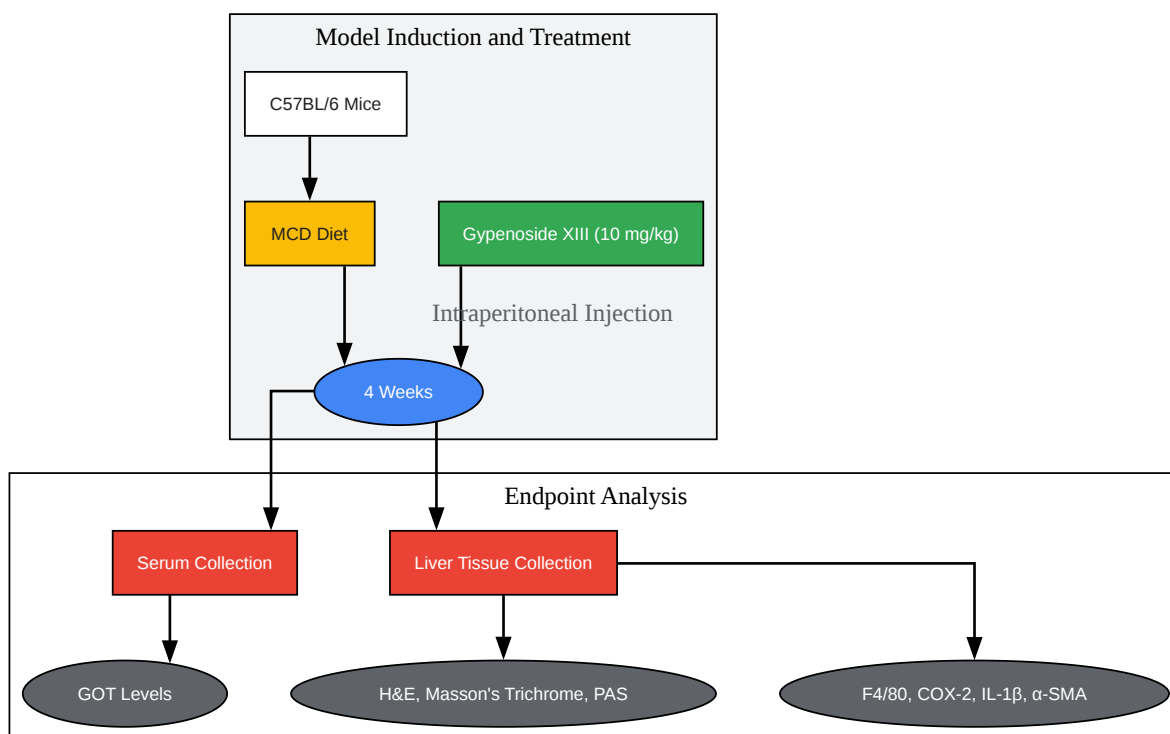 Model Induction and Treatment
C57BL/6 Mice
MCD Diet
Gypenoside XIII (10 mg/kg)
Intraperitoneal Injection
4 Weeks
Endpoint Analysis
Serum Collection
Liver Tissue Collection
GOT Levels
H&E, Masson's Trichrome, PAS
F4/80, COX-2, IL-1β, α-SMA